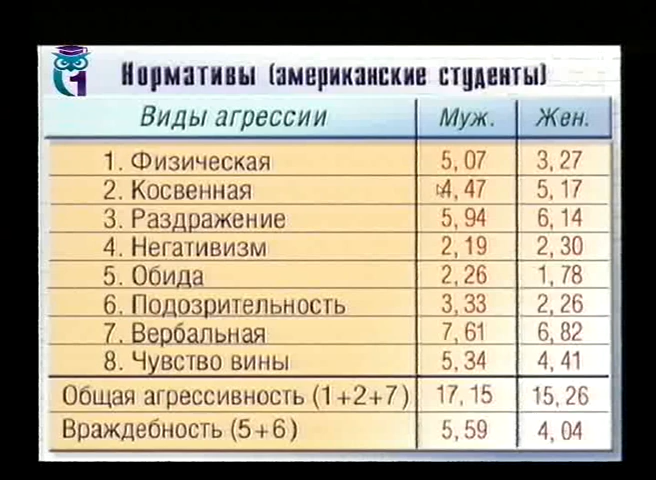 1
Нормативы (американские студенты)
Виды агрессии Муж. Жен.
1. Физическая 5, 07 3, 27
2. Косвенная 4, 47 5, 17
3. Раздражение 5, 94 6, 14
4. Негативизм 2, 19 2, 30
5. Обида 2, 26 1, 78
6. Подозрительность 3, 33 2, 26
7. Вербальная 7, 61 6, 82
8. Чувство вины 5, 34 4, 41
Общая агрессивность (1+2+7) 17, 15 15, 26
Враждебность (5+6) 5, 59 4, 04